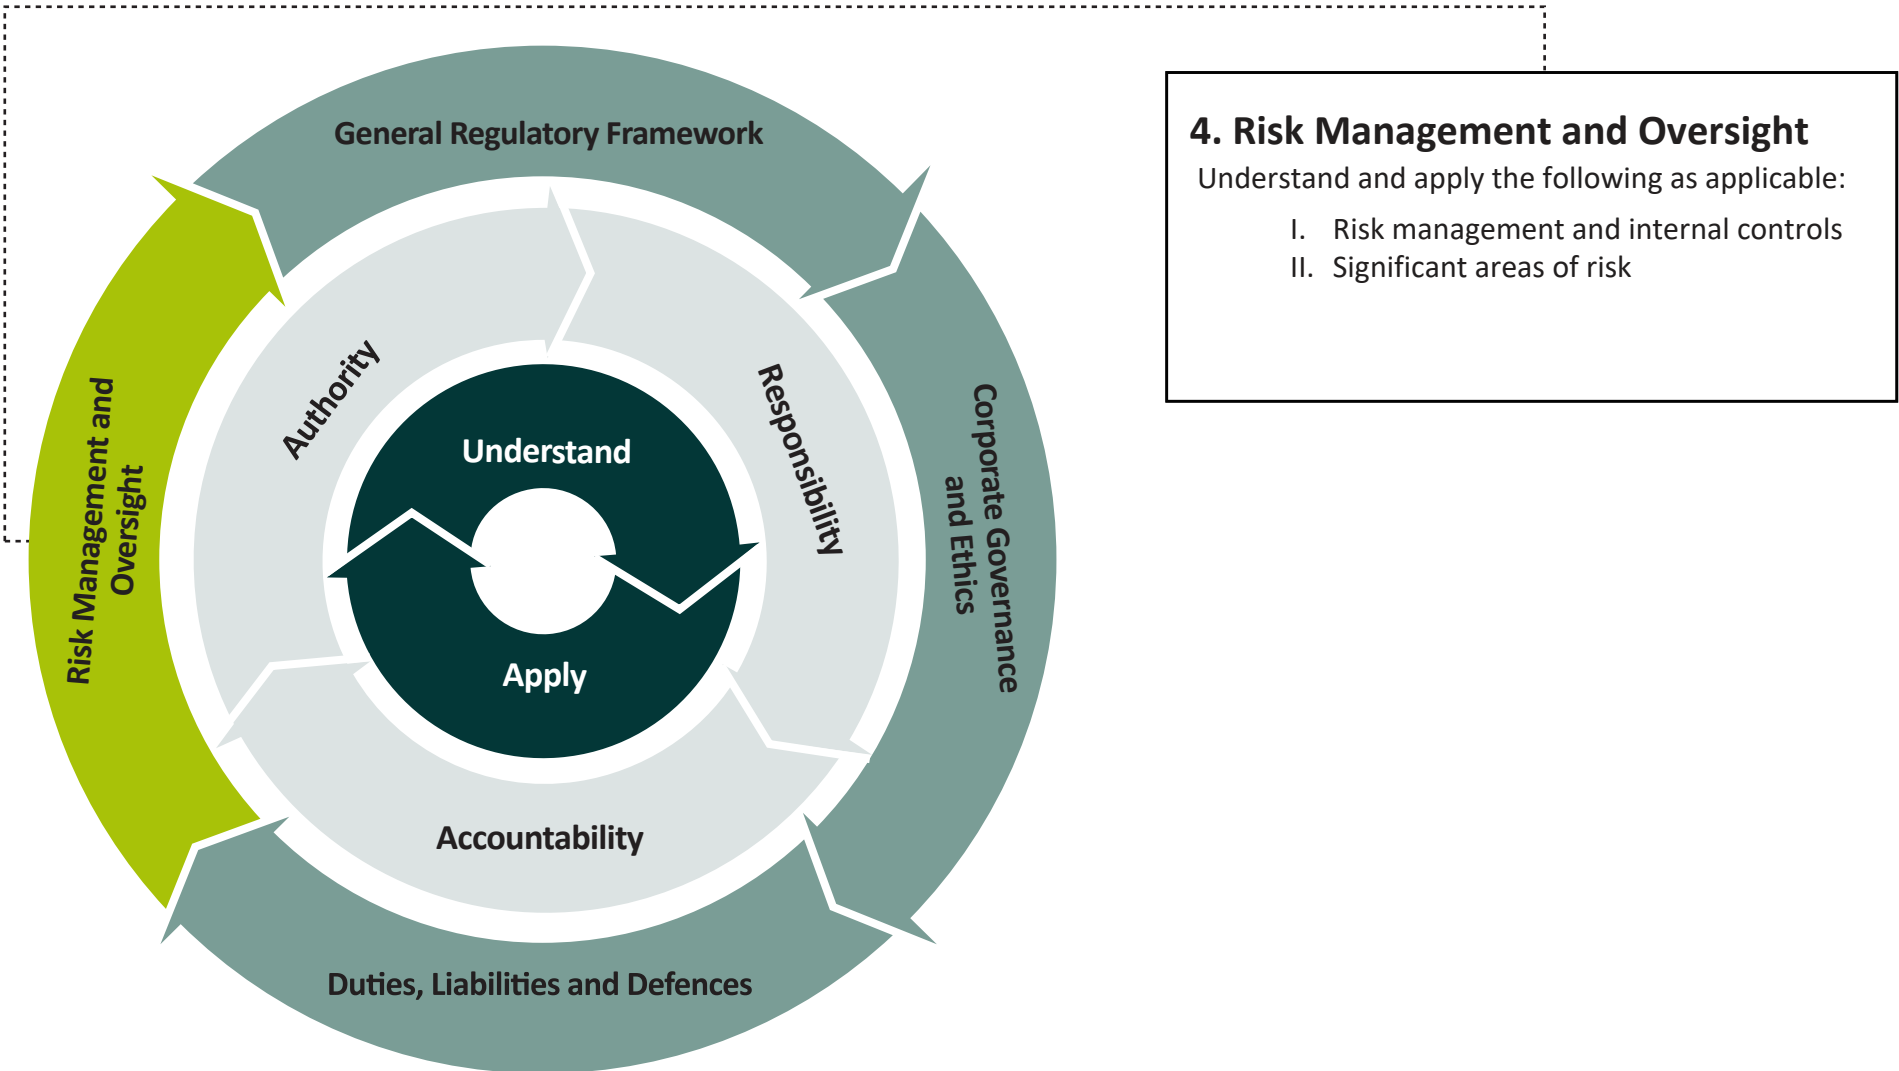 General Regulatory Framework
Corporate Governance
and Ethics
Duties, Liabilities and Defences
Risk Management and
Oversight
Authority
Responsibility
Accountability
Understand
Apply
4. Risk Management and Oversight
Understand and apply the following as applicable:
I. Risk management and internal controls
II. Significant areas of risk